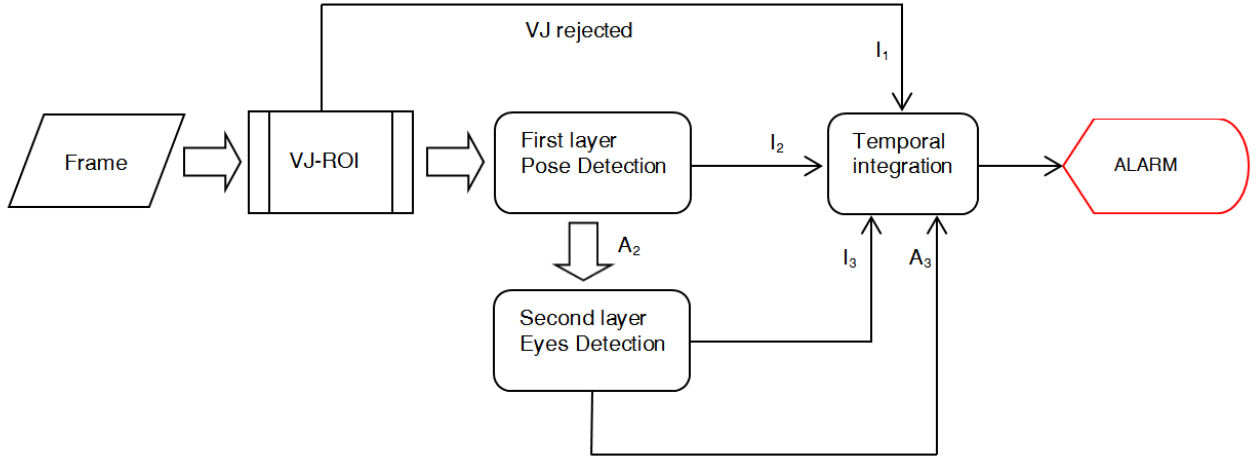 VJ rejected
I₁
Frame
VJ-ROI
First layer
Pose Detection
I₂
Temporal
integration
ALARM
A₂
I₃
A₃
Second layer
Eyes Detection